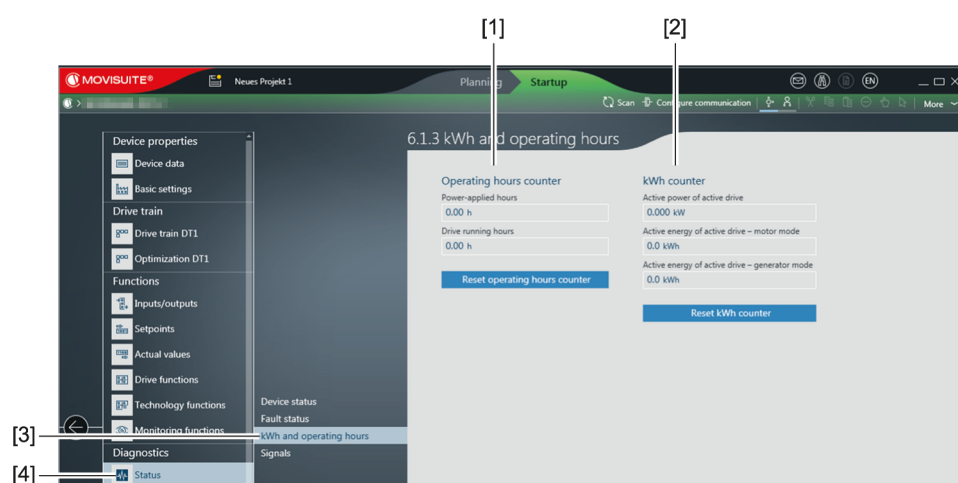 [1] [2]
MOVISUITE® Neues Projekt 1 Planning Startup EN
> Scan Configure communication More
6.1.3 kWh and operating hours
Device properties
Device data
Basic settings
Drive train
Drive train DT1
Optimization DT1
Functions
Inputs/outputs
Setpoints
Actual values
Drive functions
Technology functions
Monitoring functions
Diagnostics
[4] Status
Device status
Fault status
[3] kWh and operating hours
Signals
Operating hours counter
Power-applied hours
0.00 h
Drive running hours
0.00 h
Reset operating hours counter
kWh counter
Active power of active drive
0.000 kW
Active energy of active drive – motor mode
0.0 kWh
Active energy of active drive – generator mode
0.0 kWh
Reset kWh counter